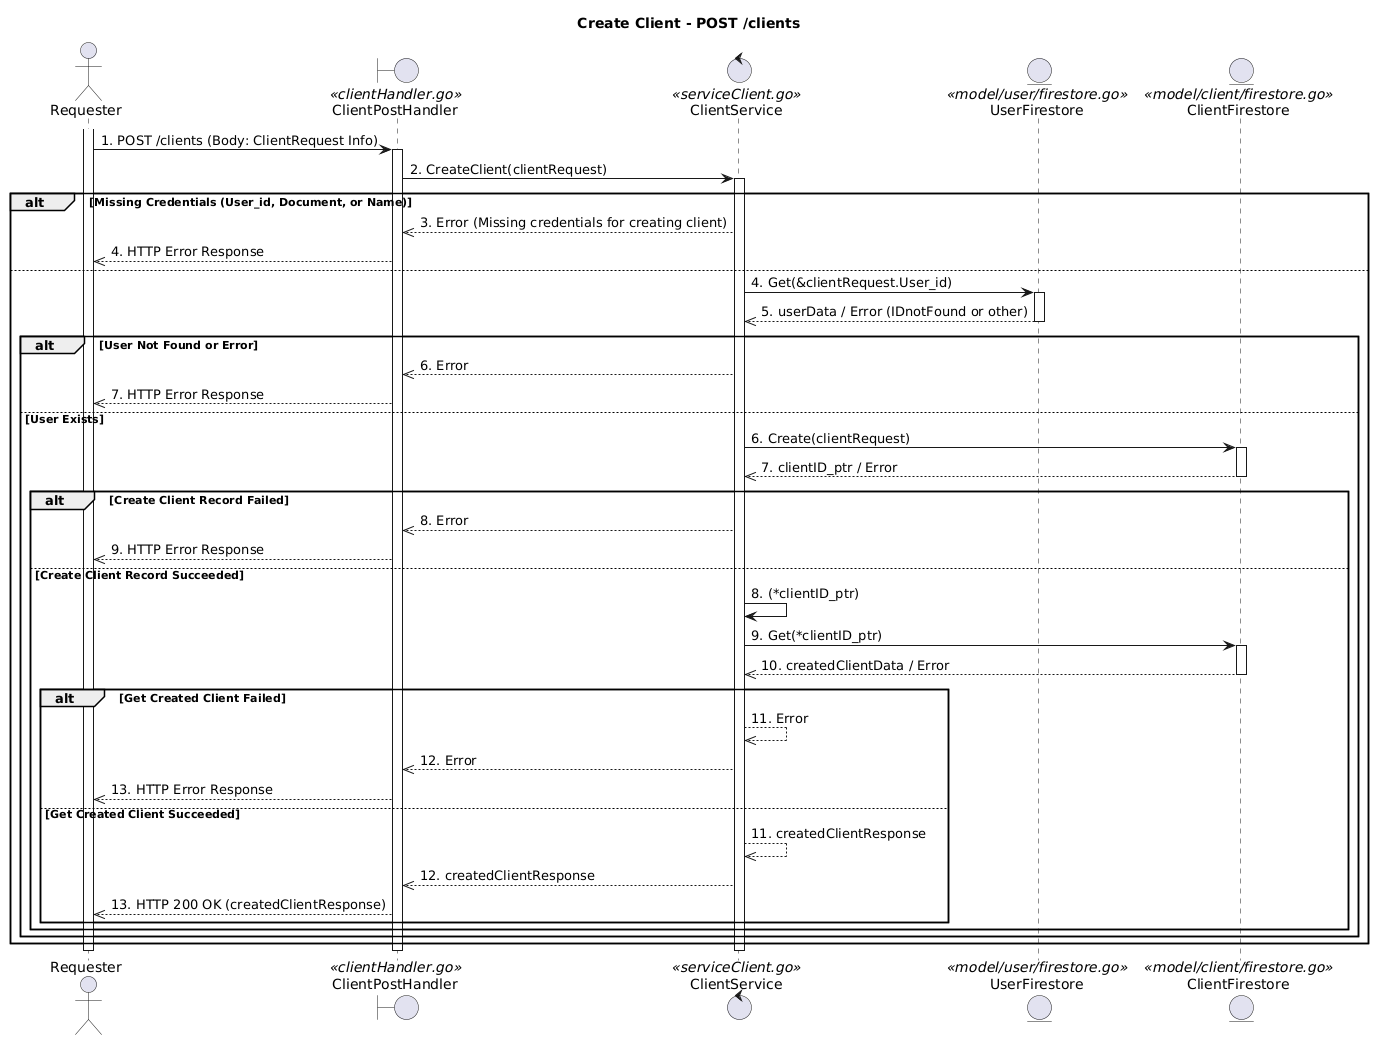 Create Client - POST /clients
Requester
«clientHandler.go»
ClientPostHandler
«serviceClient.go»
ClientService
«model/user/firestore.go»
UserFirestore
«model/client/firestore.go»
ClientFirestore
1. POST /clients (Body: ClientRequest Info)
2. CreateClient(clientRequest)
alt [Missing Credentials (User_id, Document, or Name)]
3. Error (Missing credentials for creating client)
4. HTTP Error Response
4. Get(&clientRequest.User_id)
5. userData / Error (IDnotFound or other)
alt [User Not Found or Error]
6. Error
7. HTTP Error Response
[User Exists]
6. Create(clientRequest)
7. clientID_ptr / Error
alt [Create Client Record Failed]
8. Error
9. HTTP Error Response
[Create Client Record Succeeded]
8. (*clientID_ptr)
9. Get(*clientID_ptr)
10. createdClientData / Error
alt [Get Created Client Failed]
11. Error
12. Error
13. HTTP Error Response
[Get Created Client Succeeded]
11. createdClientResponse
12. createdClientResponse
13. HTTP 200 OK (createdClientResponse)
Requester
«clientHandler.go»
ClientPostHandler
«serviceClient.go»
ClientService
«model/user/firestore.go»
UserFirestore
«model/client/firestore.go»
ClientFirestore